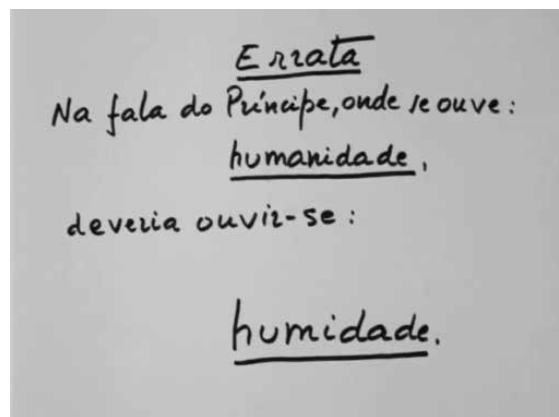 Errata
Na fala do Príncipe, onde se ouve:
humanidade,
deveria ouvir-se:
humidade.